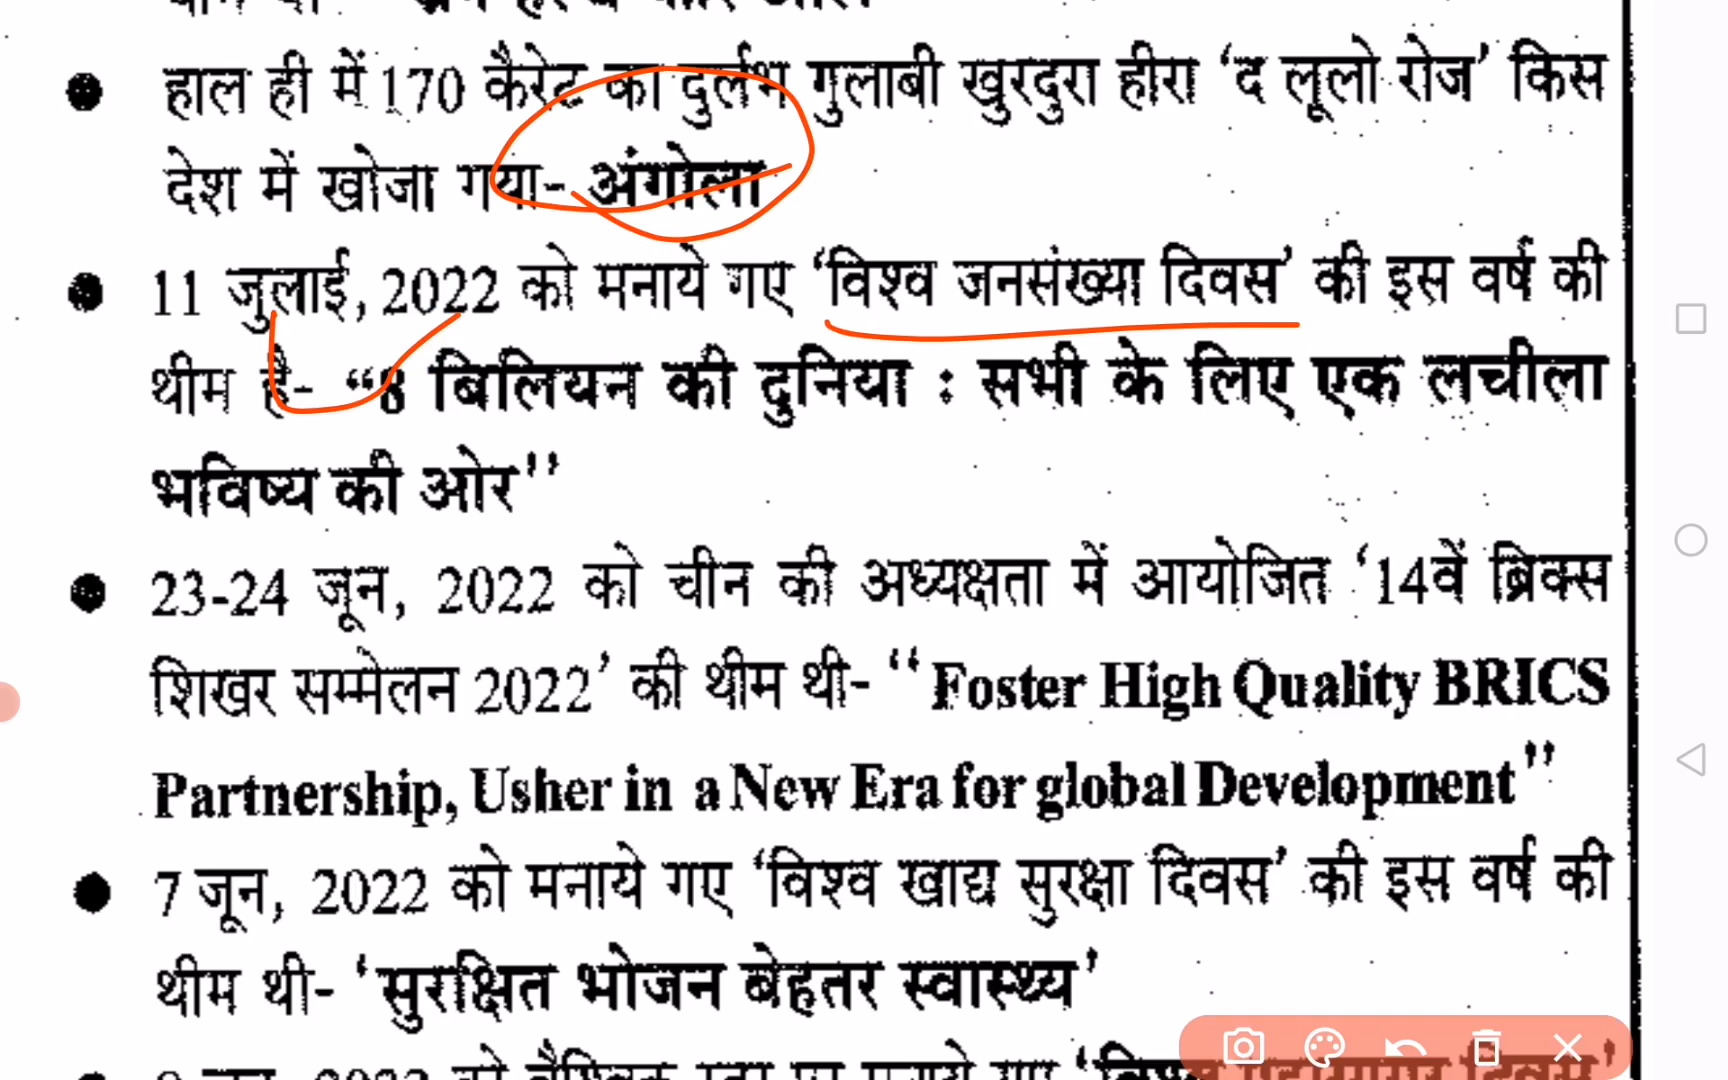 हाल ही में 170 कैरेट का दुर्लभ गुलाबी खुरदुरा हीरा ‘द लूलो रोज’ किस
देश में खोजा गया- अंगोला
11 जुलाई, 2022 को मनाये गए ‘विश्व जनसंख्या दिवस’ की इस वर्ष की
थीम है- “8 बिलियन की दुनिया : सभी के लिए एक लचीला
भविष्य की ओर’’
23-24 जून, 2022 को चीन की अध्यक्षता में आयोजित ‘14वें ब्रिक्स
शिखर सम्मेलन 2022’ की थीम थी- “Foster High Quality BRICS
Partnership, Usher in a New Era for global Development”
7 जून, 2022 को मनाये गए ‘विश्व खाद्य सुरक्षा दिवस’ की इस वर्ष की
थीम थी- ‘सुरक्षित भोजन बेहतर स्वास्थ्य’